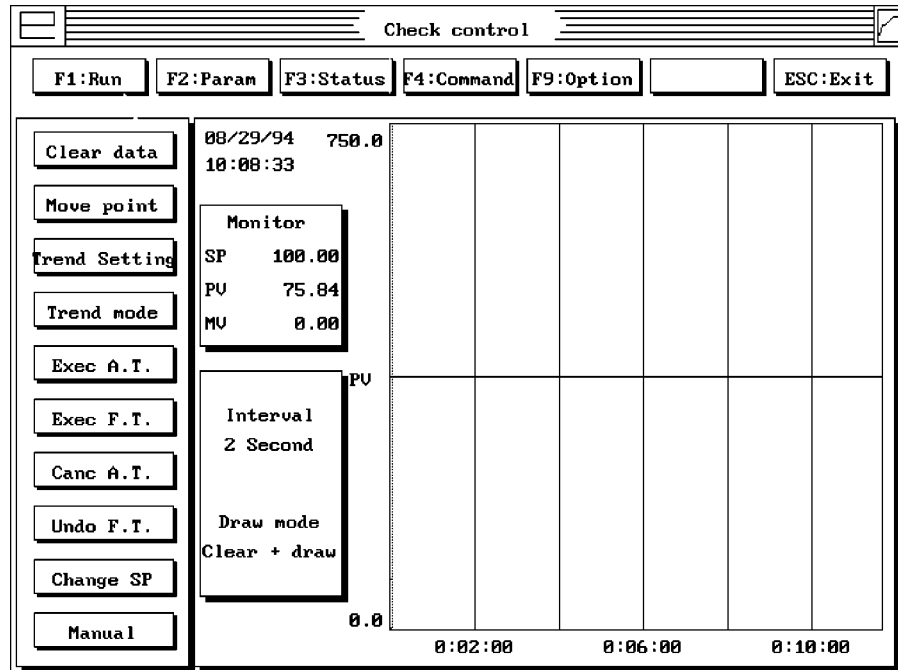 Check control
F1:Run F2:Param F3:Status F4:Command F9:Option ESC:Exit
Clear data
Move point
Trend Setting
Trend mode
Exec A.T.
Exec F.T.
Canc A.T.
Undo F.T.
Change SP
Manual
08/29/94
10:08:33
Monitor
SP 100.00
PV 75.84
MV 0.00
Interval
2 Second
Draw mode
Clear + draw
750.0
PV
0.0
0:02:00 0:06:00 0:10:00